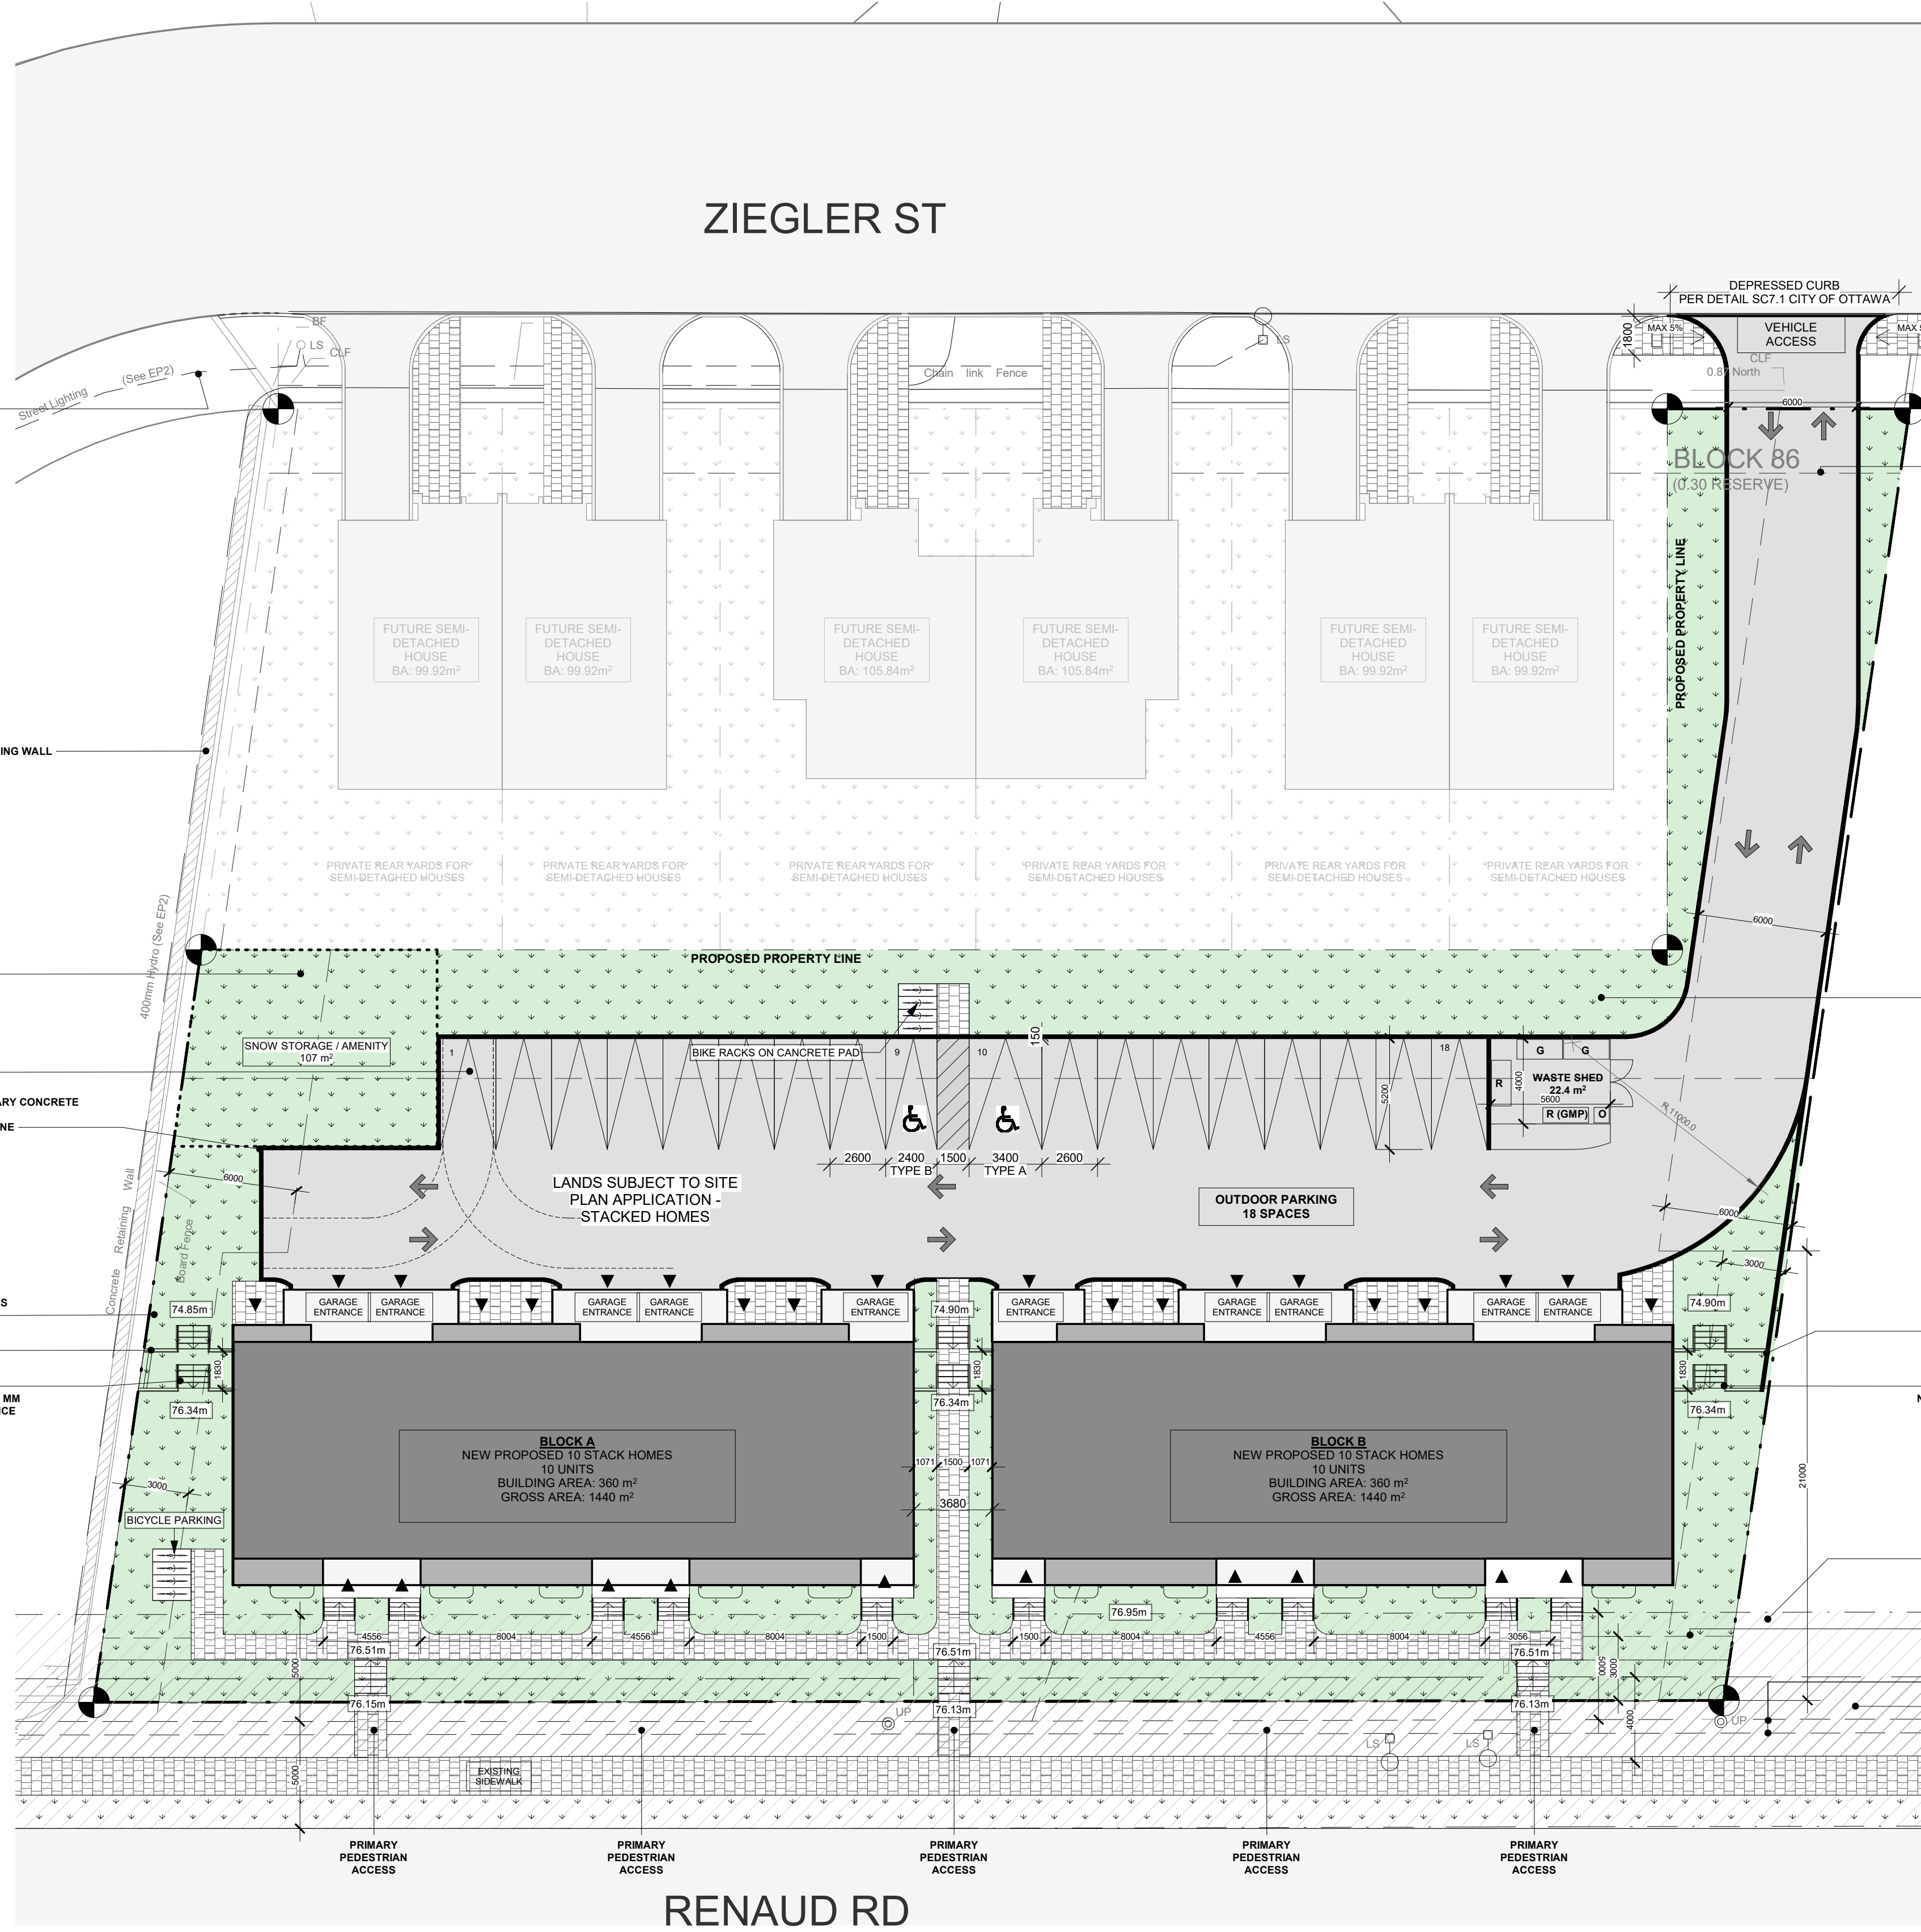 ZIEGLER ST
DEPRESSED CURB
PER DETAIL SC7.1 CITY OF OTTAWA
BF
LS
CLF
(See EP2)
Street Lighting
Chain link Fence
LS
1800
MAX 5%
VEHICLE
ACCESS
MAX 5
CLF
0.87 North
6000
BLOCK 86
(0.30 RESERVE)
PROPOSED PROPERTY LINE
FUTURE SEMI-
DETACHED
HOUSE
BA: 99.92m²
FUTURE SEMI-
DETACHED
HOUSE
BA: 99.92m²
FUTURE SEMI-
DETACHED
HOUSE
BA: 105.84m²
FUTURE SEMI-
DETACHED
HOUSE
BA: 105.84m²
FUTURE SEMI-
DETACHED
HOUSE
BA: 99.92m²
FUTURE SEMI-
DETACHED
HOUSE
BA: 99.92m²
ING WALL
PRIVATE REAR YARDS FOR
SEMI-DETACHED HOUSES
PRIVATE REAR YARDS FOR
SEMI-DETACHED HOUSES
PRIVATE REAR YARDS FOR
SEMI-DETACHED HOUSES
PRIVATE REAR YARDS FOR
SEMI-DETACHED HOUSES
PRIVATE REAR YARDS FOR
SEMI-DETACHED HOUSES
PRIVATE REAR YARDS FOR
SEMI-DETACHED HOUSES
400mm Hydro (See EP2)
6000
PROPOSED PROPERTY LINE
SNOW STORAGE / AMENITY
107 m²
1
BIKE RACKS ON CANCRETE PAD
9
10
150
18
G
G
R
4000
WASTE SHED
22.4 m²
5600
R (GMP)
O
5200
R 11000.0
ARY CONCRETE
NE
2600
2400
1500
3400
2600
TYPE B
TYPE A
6000
LANDS SUBJECT TO SITE
PLAN APPLICATION -
STACKED HOMES
OUTDOOR PARKING
18 SPACES
6000
3000
Concrete Retaining Wall
Board Fence
S
74.85m
GARAGE
ENTRANCE
GARAGE
ENTRANCE
GARAGE
ENTRANCE
GARAGE
ENTRANCE
GARAGE
ENTRANCE
74.90m
GARAGE
ENTRANCE
GARAGE
ENTRANCE
GARAGE
ENTRANCE
GARAGE
ENTRANCE
GARAGE
ENTRANCE
74.90m
1830
1830
1830
MM
ICE
76.34m
76.34m
76.34m
N
BLOCK A
NEW PROPOSED 10 STACK HOMES
10 UNITS
BUILDING AREA: 360 m²
GROSS AREA: 1440 m²
1071
1500
1071
3680
BLOCK B
NEW PROPOSED 10 STACK HOMES
10 UNITS
BUILDING AREA: 360 m²
GROSS AREA: 1440 m²
21000
3000
BICYCLE PARKING
76.95m
4556
8004
4556
8004
1500
1500
8004
4556
8004
3056
76.51m
76.51m
76.51m
5000
5000
3000
76.15m
76.13m
76.13m
UP
UP
4000
LS
LS
5000
EXISTING
SIDEWALK
PRIMARY
PEDESTRIAN
ACCESS
PRIMARY
PEDESTRIAN
ACCESS
PRIMARY
PEDESTRIAN
ACCESS
PRIMARY
PEDESTRIAN
ACCESS
PRIMARY
PEDESTRIAN
ACCESS
RENAUD RD